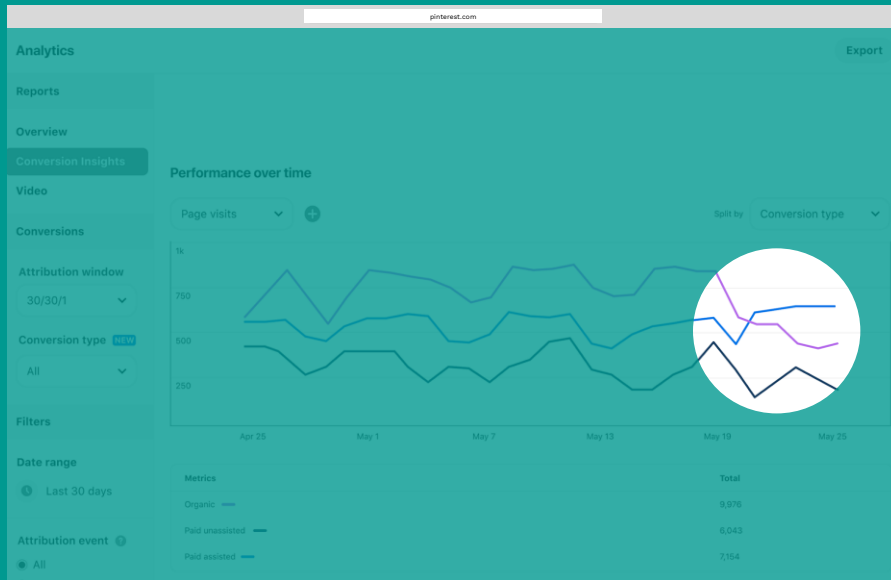 pinterest.com
Analytics
Export
Reports
Overview
Conversion Insights
Video
Conversions
Attribution window
30/30/1
Conversion type NEW
All
Filters
Date range
Last 30 days
Attribution event ?
All
Performance over time
Page visits
Split by Conversion type
1k
750
500
250
Apr 25 May 1 May 7 May 13 May 19 May 25
Metrics Total
Organic 9,976
Paid unassisted 6,043
Paid assisted 7,164